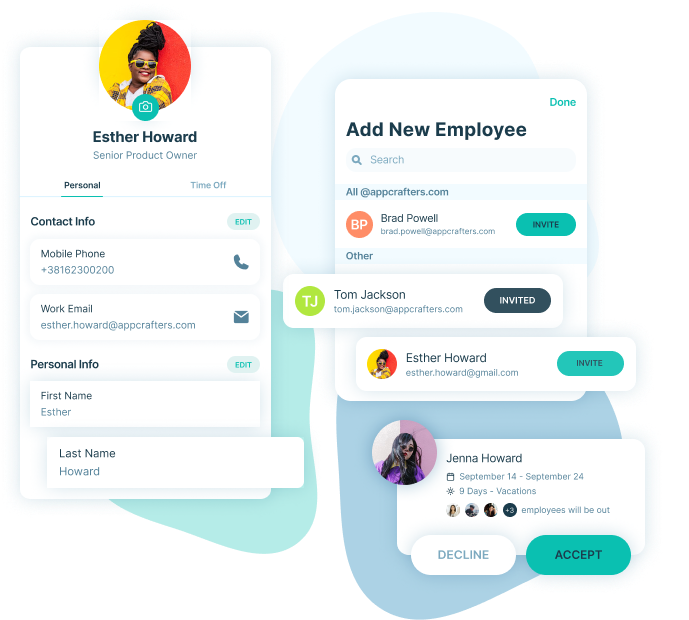 Esther Howard
Senior Product Owner
Personal
Time Off
Contact Info
EDIT
Mobile Phone
+38162300200
Work Email
esther.howard@appcrafters.com
Personal Info
EDIT
First Name
Esther
Last Name
Howard
Done
Add New Employee
Search
All @appcrafters.com
BP
Brad Powell
brad.powell@appcrafters.com
INVITE
Other
TJ
Tom Jackson
tom.jackson@appcrafters.com
INVITED
Esther Howard
esther.howard@gmail.com
INVITE
Jenna Howard
September 14 - September 24
9 Days - Vacations
+3 employees will be out
DECLINE
ACCEPT